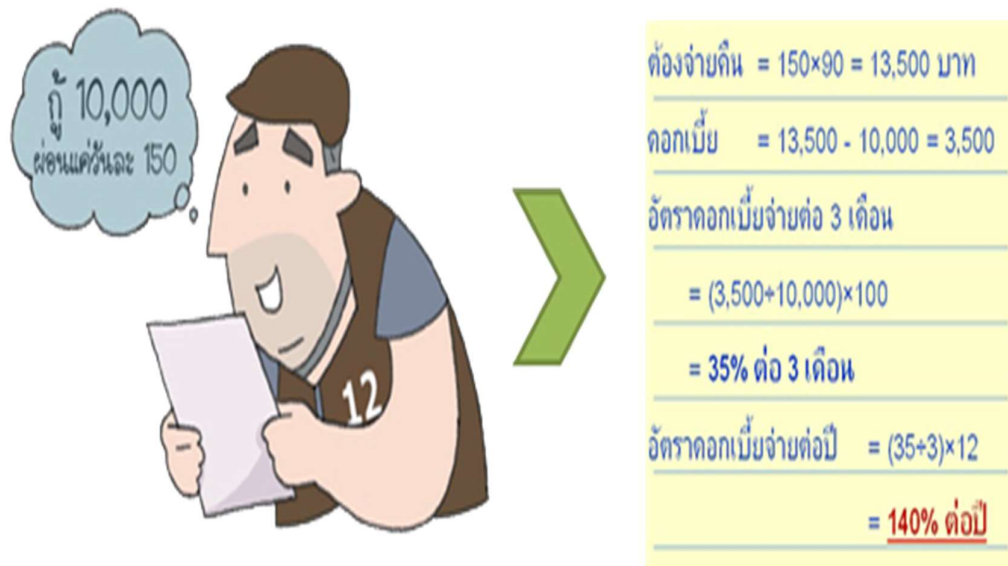 กู้ 10,000
ผ่อนแค่วันละ 150
12
ต้องจ่ายคืน = 150×90 = 13,500 บาท
ดอกเบี้ย = 13,500 - 10,000 = 3,500
อัตราดอกเบี้ยจ่ายต่อ 3 เดือน
= (3,500÷10,000)×100
= 35% ต่อ 3 เดือน
อัตราดอกเบี้ยจ่ายต่อปี = (35÷3)×12
= 140% ต่อปี